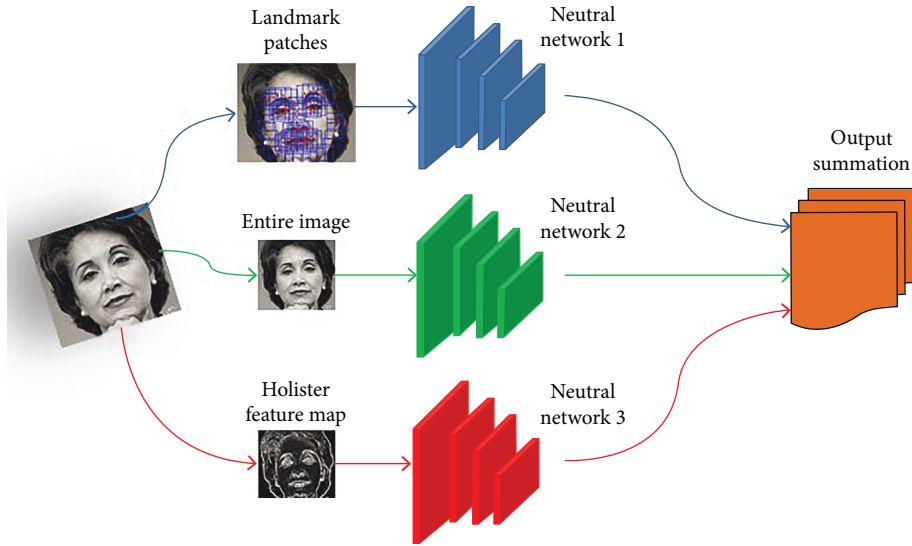 Landmark
patches
Neutral
network 1
Entire image
Neutral
network 2
Output
summation
Holister
feature map
Neutral
network 3